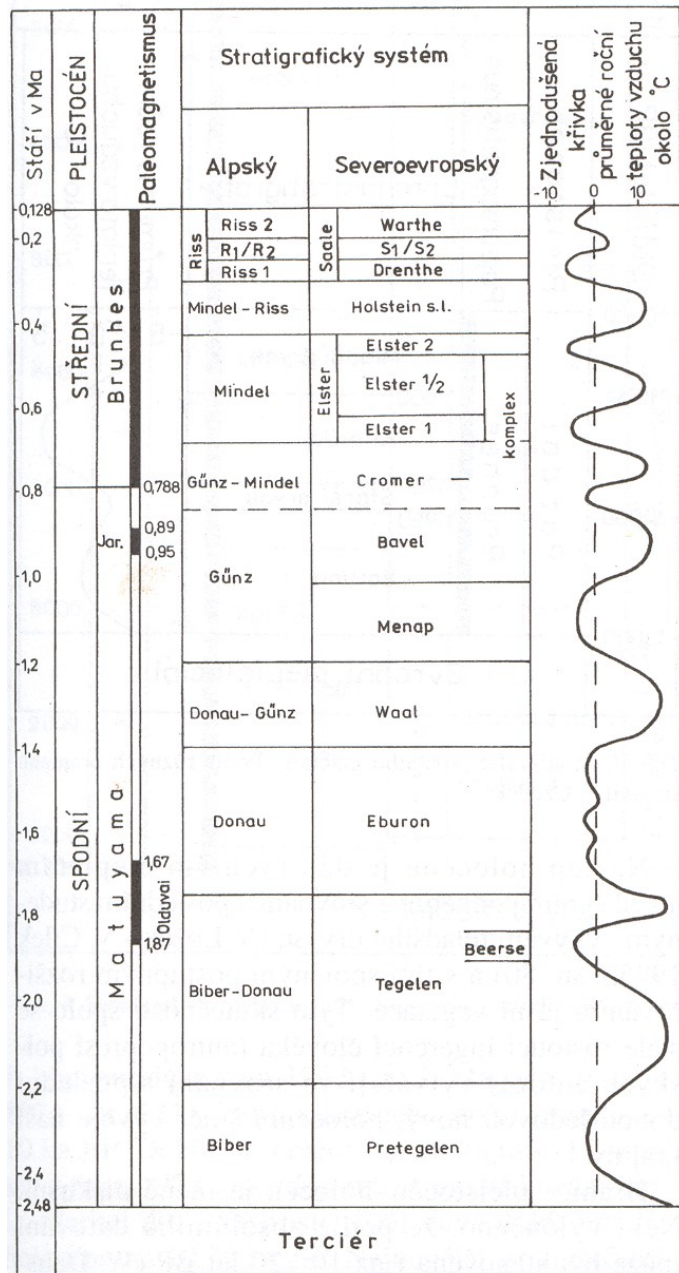 Stáří v Ma
PLEISTOCÉN
Paleomagnetismus
Stratigrafický systém
Alpský
Severoevropský
Zjednodušená
křivka
průměrné roční
teploty vzduchu
okolo °C
-10 0 10
0,128
0,2
0,4
0,6
0,8
1,0
1,2
1,4
1,6
1,8
2,0
2,2
2,4
2,48
STŘEDNÍ
SPODNÍ
Brunhes
Matuyama
Jar.
0,788
0,89
0,95
1,67
Olduvai
1,87
Riss
Riss 2
R1/R2
Riss 1
Mindel-Riss
Mindel
Gűnz-Mindel
Gűnz
Donau-Gűnz
Donau
Biber-Donau
Biber
Saale
Warthe
S1/S2
Drenthe
Holstein s.l.
Elster
Elster 2
Elster 1/2
Elster 1
komplex
Cromer
Bavel
Menap
Waal
Eburon
Beerse
Tegelen
Pretegelen
Terciér